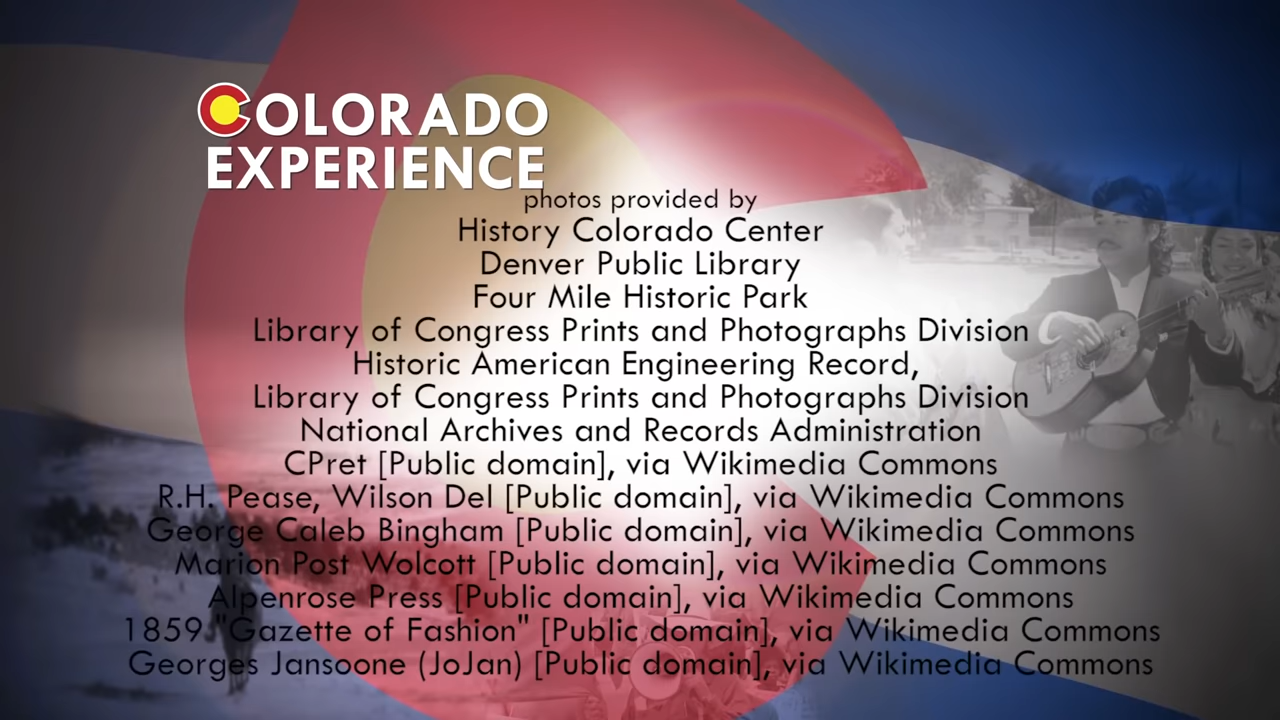 COLORADO
EXPERIENCE
photos provided by
History Colorado Center
Denver Public Library
Four Mile Historic Park
Library of Congress Prints and Photographs Division
Historic American Engineering Record,
Library of Congress Prints and Photographs Division
National Archives and Records Administration
CPret [Public domain], via Wikimedia Commons
R.H. Pease, Wilson Del [Public domain], via Wikimedia Commons
George Caleb Bingham [Public domain], via Wikimedia Commons
Marion Post Wolcott [Public domain], via Wikimedia Commons
Alpenrose Press [Public domain], via Wikimedia Commons
1859 "Gazette of Fashion" [Public domain], via Wikimedia Commons
Georges Jansoone (JoJan) [Public domain], via Wikimedia Commons